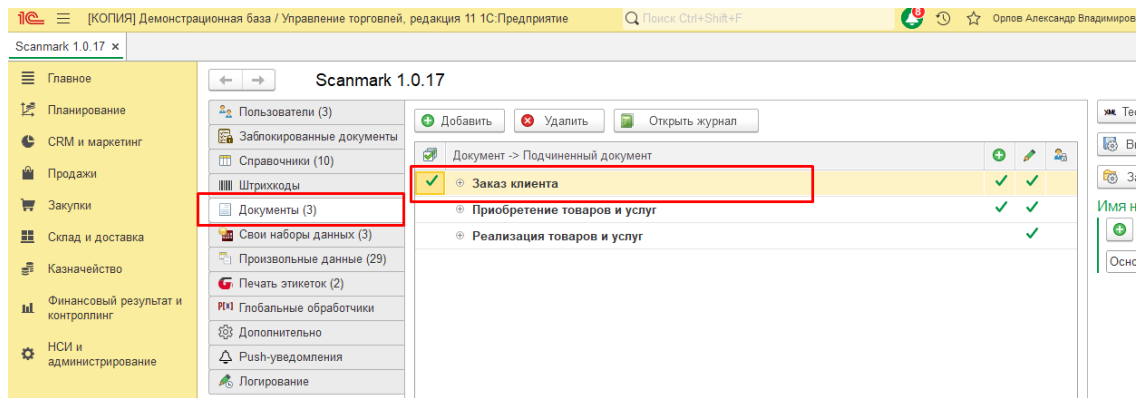 1С [КОПИЯ] Демонстрационная база / Управление торговлей, редакция 11 1С:Предприятие Поиск Ctrl+Shift+F 8 Орлов Александр Владимиров
Scanmark 1.0.17 ×
Главное
Планирование
CRM и маркетинг
Продажи
Закупки
Склад и доставка
Казначейство
Финансовый результат и
контроллинг
НСИ и
администрирование
Scanmark 1.0.17
Пользователи (3)
Заблокированные документы
Справочники (10)
Штрихкоды
Документы (3)
Свои наборы данных (3)
Произвольные данные (29)
Печать этикеток (2)
Глобальные обработчики
Дополнительно
Push-уведомления
Логирование
Добавить Удалить Открыть журнал
Документ -> Подчиненный документ
Заказ клиента
Приобретение товаров и услуг
Реализация товаров и услуг
XML Те
В
За
Имя н
Осно